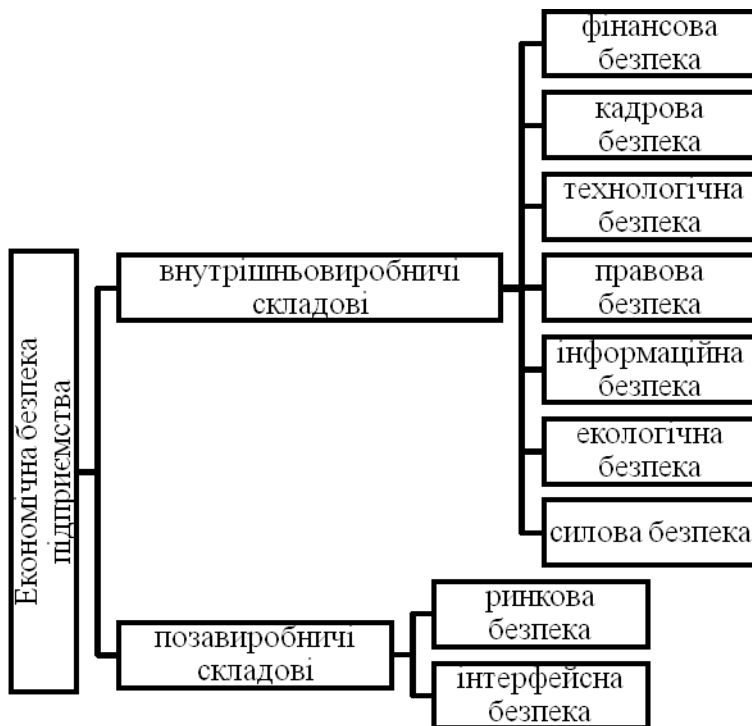 Економічна безпека
підприємства
внутрішньовиробничі
складові
фінансова
безпека
кадрова
безпека
технологічна
безпека
правова
безпека
інформаційна
безпека
екологічна
безпека
силова безпека
позавиробничі
складові
ринкова
безпека
інтерфейсна
безпека